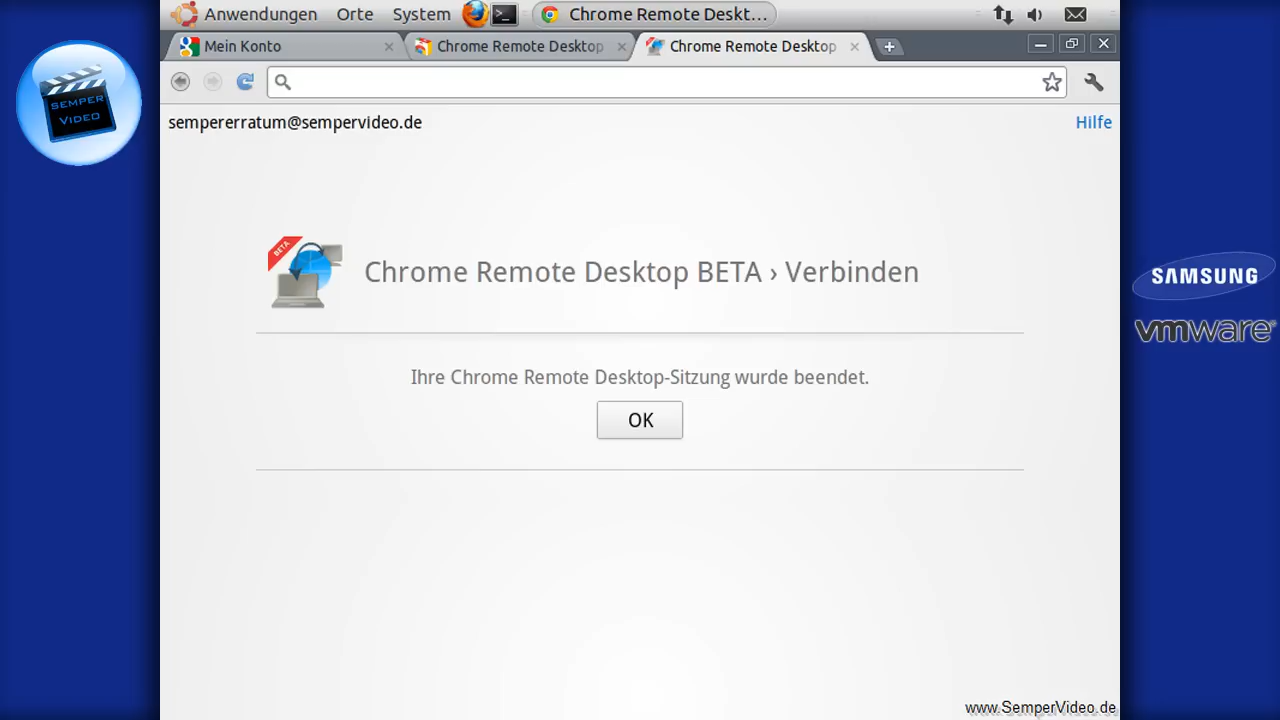 Anwendungen Orte System Chrome Remote Deskt...
SEMPER
VIDEO
Mein Konto Chrome Remote Desktop Chrome Remote Desktop
sempererratum@sempervideo.de Hilfe
BETA
Chrome Remote Desktop BETA › Verbinden
SAMSUNG
vmware
Ihre Chrome Remote Desktop-Sitzung wurde beendet.
OK
www.SemperVideo.de